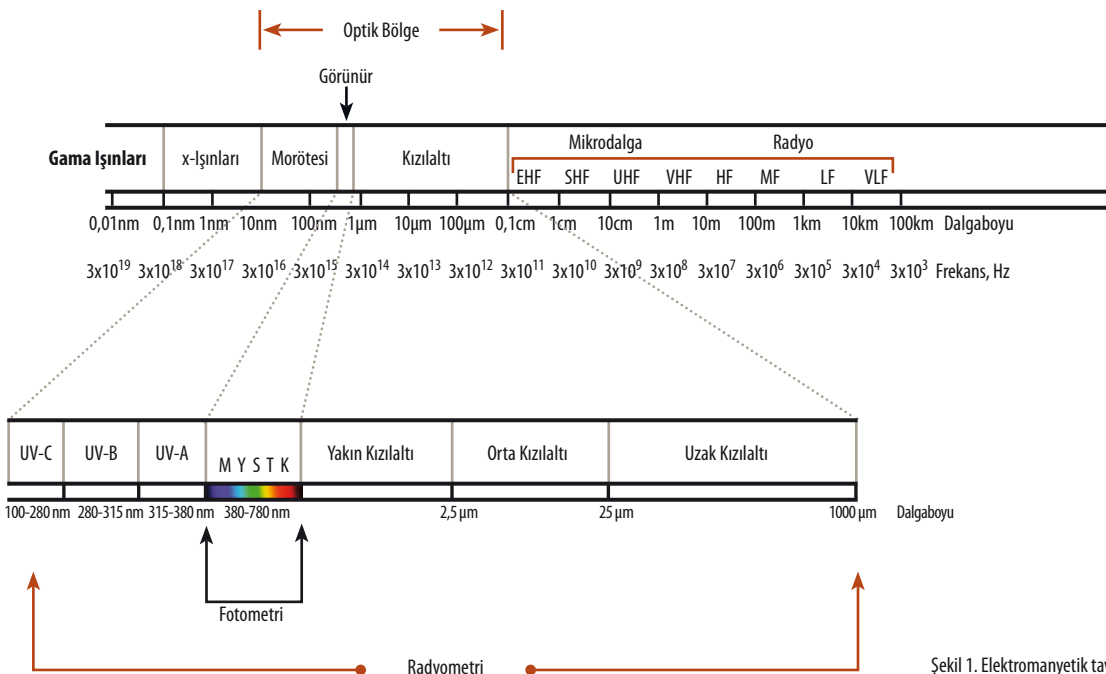 Optik Bölge
Görünür
Mikrodalga Radyo
Gama Işınları x-Işınları Morötesi Kızılaltı
EHF SHF UHF VHF HF MF LF VLF
0,01nm 0,1nm 1nm 10nm 100nm 1µm 10µm 100µm 0,1cm 1cm 10cm 1m 10m 100m 1km 10km 100km Dalgaboyu
3x10¹⁹ 3x10¹⁸ 3x10¹⁷ 3x10¹⁶ 3x10¹⁵ 3x10¹⁴ 3x10¹³ 3x10¹² 3x10¹¹ 3x10¹⁰ 3x10⁹ 3x10⁸ 3x10⁷ 3x10⁶ 3x10⁵ 3x10⁴ 3x10³ Frekans, Hz
UV-C UV-B UV-A M Y S T K Yakın Kızılaltı Orta Kızılaltı Uzak Kızılaltı
100-280 nm 280-315 nm 315-380 nm 380-780 nm 2,5 µm 25 µm 1000 µm Dalgaboyu
Fotometri
Radyometri
Şekil 1. Elektromanyetik tay